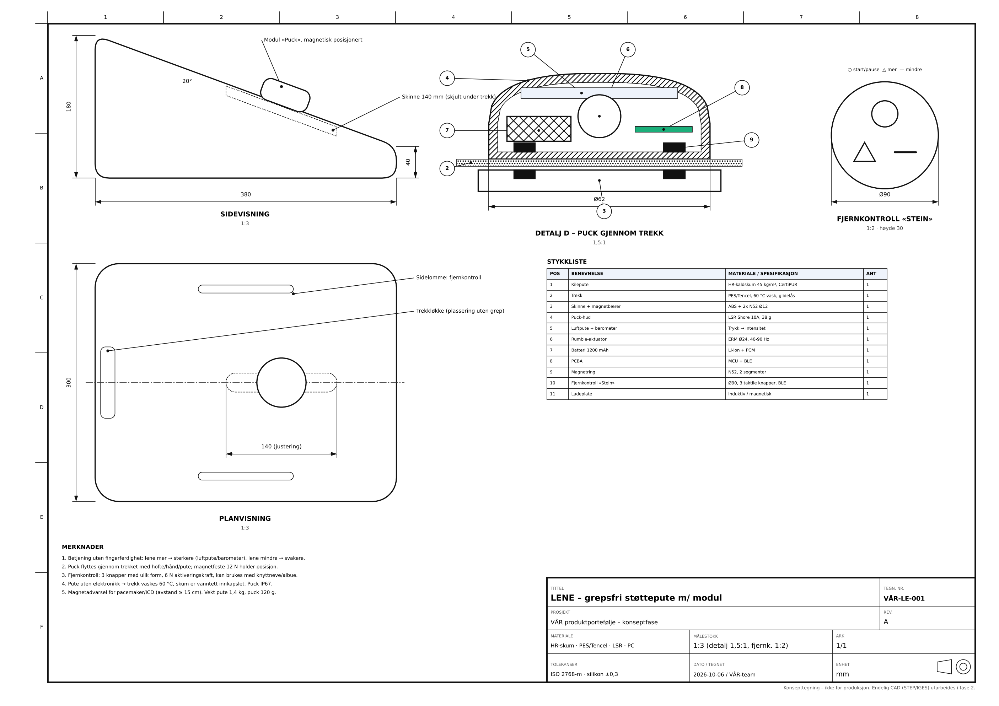 1 2 3 4 5 6 7 8
A
B
C
D
E
F
Modul «Puck», magnetisk posisjonert
20°
Skinne 140 mm (skjult under trekk)
180
40
380
SIDEVISNING
1:3
5
6
4
8
7
9
2
Ø62
3
DETALJ D – PUCK GJENNOM TREKK
1,5:1
○ start/pause △ mer — mindre
Ø90
FJERNKONTROLL «STEIN»
1:2 · høyde 30
Sidelomme: fjernkontroll
Trekkløkke (plassering uten grep)
300
140 (justering)
PLANVISNING
1:3
STYKKLISTE
POS BENEVNELSE MATERIALE / SPESIFIKASJON ANT
1 Kilepute HR-kaldskum 45 kg/m³, CertiPUR 1
2 Trekk PES/Tencel, 60 °C vask, glidelås 1
3 Skinne + magnetbærer ABS + 2x N52 Ø12 1
4 Puck-hud LSR Shore 10A, 38 g 1
5 Luftpute + barometer Trykk → intensitet 1
6 Rumble-aktuator ERM Ø24, 40-90 Hz 1
7 Batteri 1200 mAh Li-ion + PCM 1
8 PCBA MCU + BLE 1
9 Magnetring N52, 2 segmenter 1
10 Fjernkontroll «Stein» Ø90, 3 taktile knapper, BLE 1
11 Ladeplate Induktiv / magnetisk 1
MERKNADER
1. Betjening uten fingerferdighet: lene mer → sterkere (luftpute/barometer), lene mindre → svakere.
2. Puck flyttes gjennom trekket med hofte/hånd/pute; magnetfeste 12 N holder posisjon.
3. Fjernkontroll: 3 knapper med ulik form, 6 N aktiveringskraft, kan brukes med knyttneve/albue.
4. Pute uten elektronikk → trekk vaskes 60 °C, skum er vanntett innkapslet. Puck IP67.
5. Magnetadvarsel for pacemaker/ICD (avstand ≥ 15 cm). Vekt pute 1,4 kg, puck 120 g.
TITTEL
LENE – grepsfri støttepute m/ modul
TEGN. NR.
VÅR-LE-001
PROSJEKT
VÅR produktportefølje – konseptfase
REV.
A
MATERIALE
HR-skum · PES/Tencel · LSR · PC
MÅLESTOKK
1:3 (detalj 1,5:1, fjernk. 1:2)
ARK
1/1
TOLERANSER
ISO 2768-m · silikon ±0,3
DATO / TEGNET
2026-10-06 / VÅR-team
ENHET
mm
Konsepttegning – ikke for produksjon. Endelig CAD (STEP/IGES) utarbeides i fase 2.